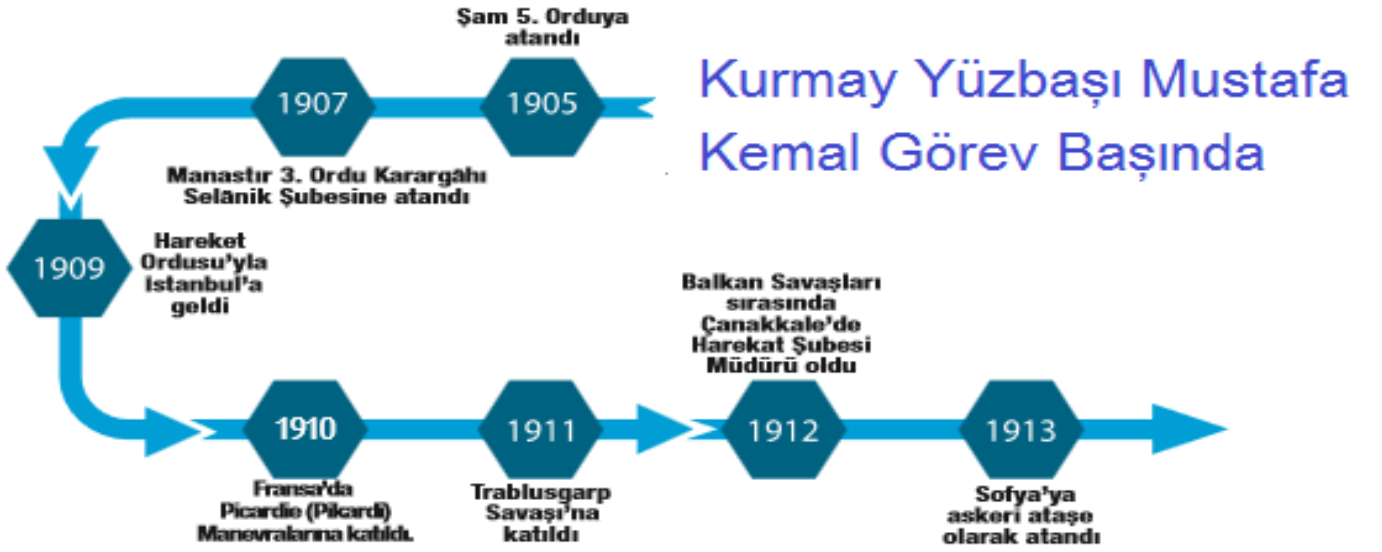 Kurmay Yüzbaşı Mustafa
Kemal Görev Başında
Şam 5. Orduya
atandı
1905
1907
Manastır 3. Ordu Karargâhı
Selânik Şubesine atandı
1909
Hareket
Ordusu'yla
İstanbul'a
geldi
1910
Fransa'da
Picardie (Pikardi)
Manevralarına katıldı.
1911
Trablusgarp
Savaşı'na
katıldı
Balkan Savaşları
sırasında
Çanakkale'de
Harekat Şubesi
Müdürü oldu
1912
1913
Sofya'ya
askeri ataşe
olarak atandı